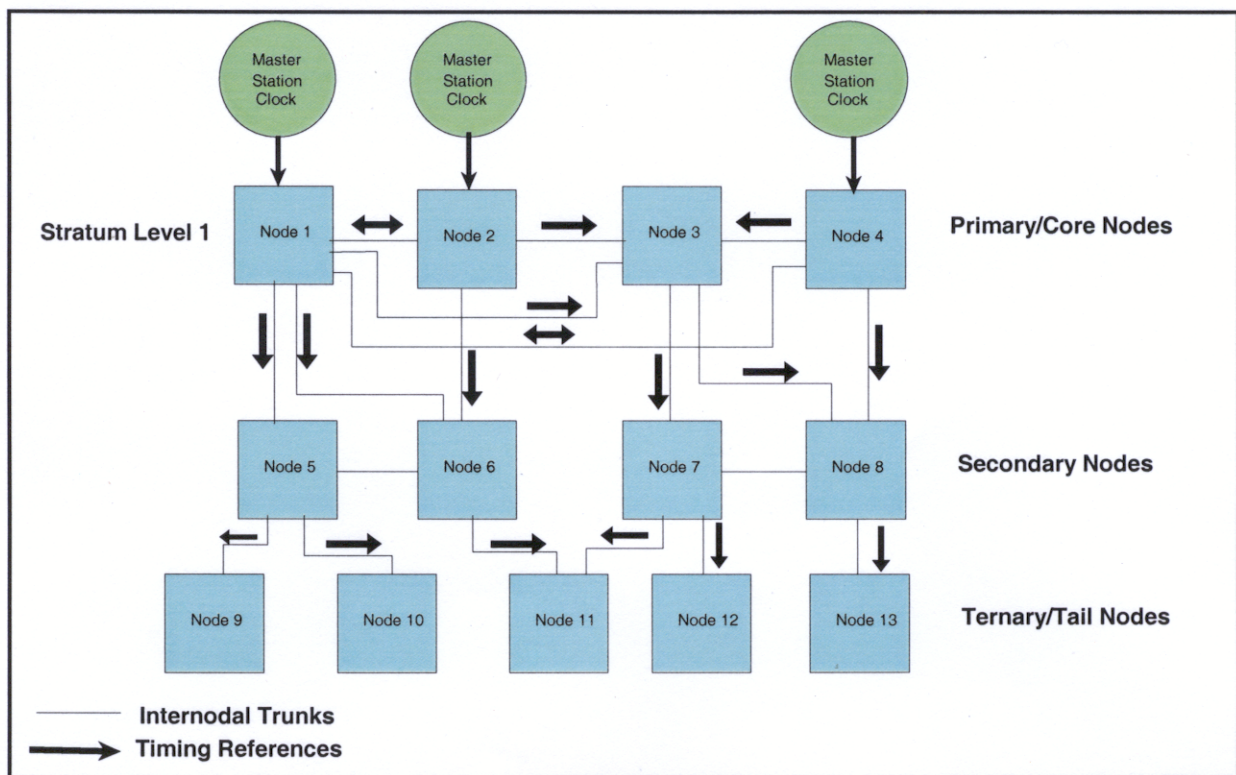 Master
Station
Clock
Master
Station
Clock
Master
Station
Clock
Stratum Level 1
Node 1
Node 2
Node 3
Node 4
Primary/Core Nodes
Node 5
Node 6
Node 7
Node 8
Secondary Nodes
Node 9
Node 10
Node 11
Node 12
Node 13
Ternary/Tail Nodes
Internodal Trunks
Timing References